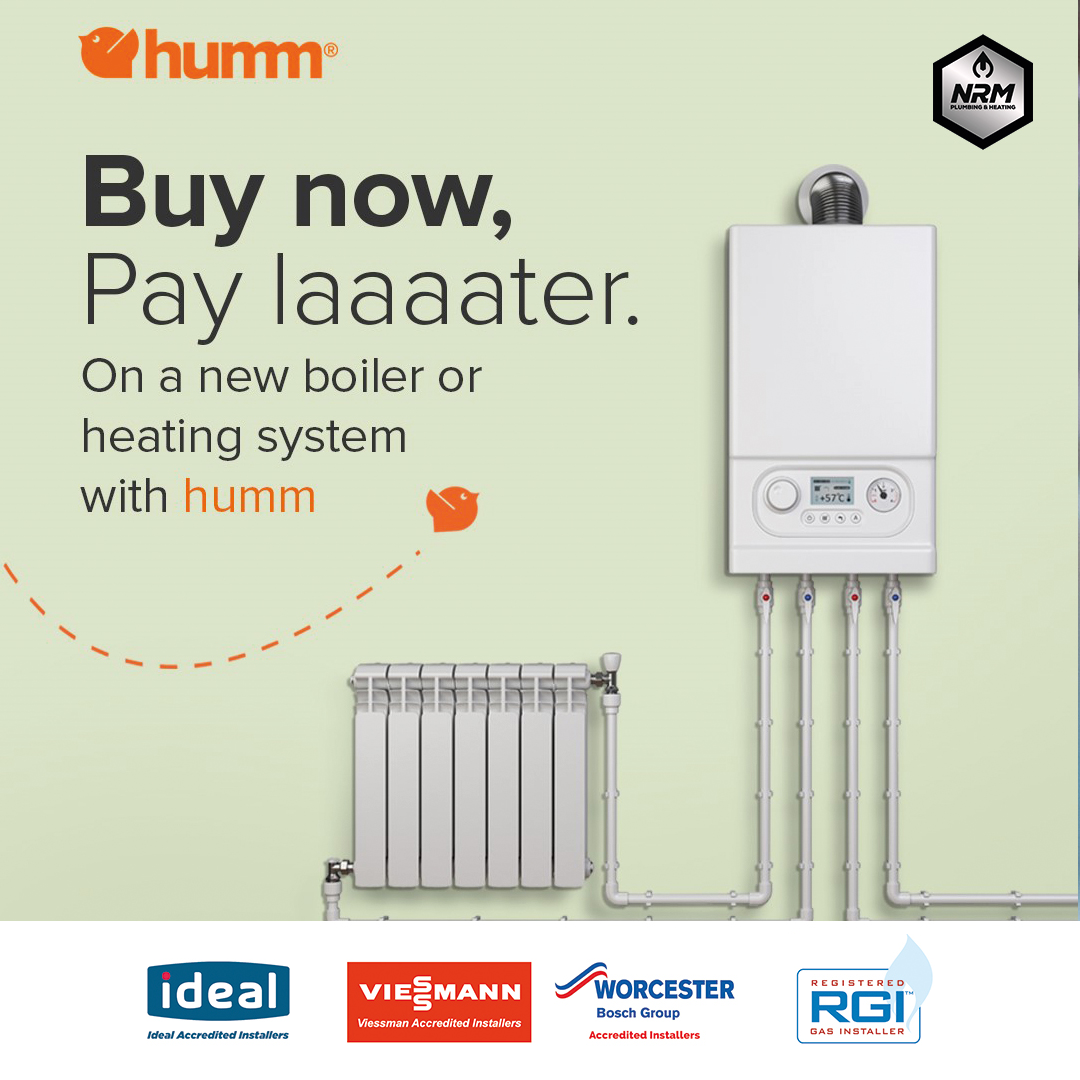 humm®
NRM
PLUMBING & HEATING
Buy now,
Pay laaaater.
On a new boiler or
heating system
with humm
+57°C
ideal
Ideal Accredited Installers
VIESSMANN
Viessman Accredited Installers
WORCESTER
Bosch Group
Accredited Installers
REGISTERED
RGI™
GAS INSTALLER